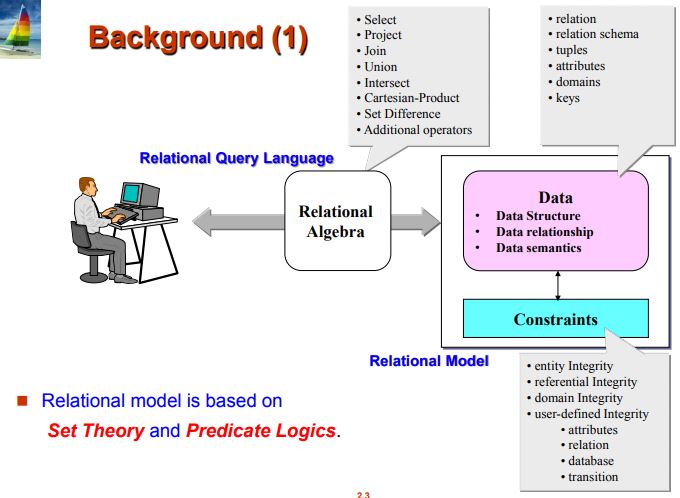 Background (1)
• Select
• Project
• Join
• Union
• Intersect
• Cartesian-Product
• Set Difference
• Additional operators
• relation
• relation schema
• tuples
• attributes
• domains
• keys
Relational Query Language
Relational
Algebra
Data
• Data Structure
• Data relationship
• Data semantics
Constraints
Relational Model
• entity Integrity
• referential Integrity
• domain Integrity
• user-defined Integrity
• attributes
• relation
• database
• transition
■ Relational model is based on
Set Theory and Predicate Logics.
2.3